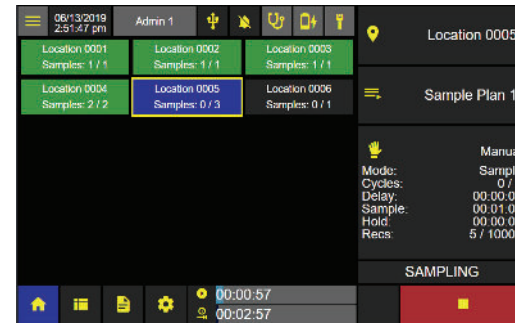 06/13/2019
2:51:47 pm
Admin 1
Location 0005
Location 0001
Samples: 1 / 1
Location 0002
Samples: 1 / 1
Location 0003
Samples: 1 / 1
Location 0004
Samples: 2 / 2
Location 0005
Samples: 0 / 3
Location 0006
Samples: 0 / 1
Sample Plan 1
Manua
Mode: Sampl
Cycles: 0 /
Delay: 00:00:0
Sample: 00:01:0
Hold: 00:00:0
Recs: 5 / 1000
SAMPLING
00:00:57
00:02:57